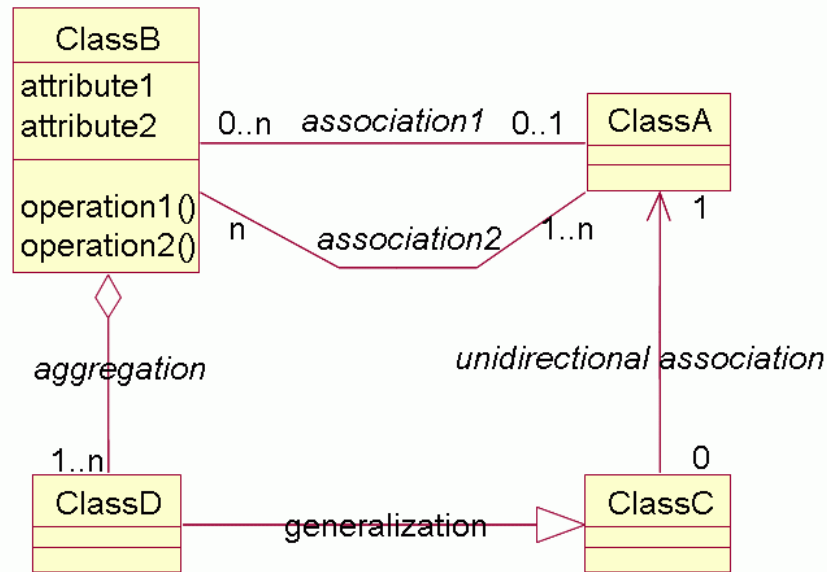 ClassB
attribute1
attribute2
operation1()
operation2()
0..n
association1
0..1
ClassA
n
association2
1..n
1
aggregation
unidirectional association
1..n
0
ClassD
generalization
ClassC